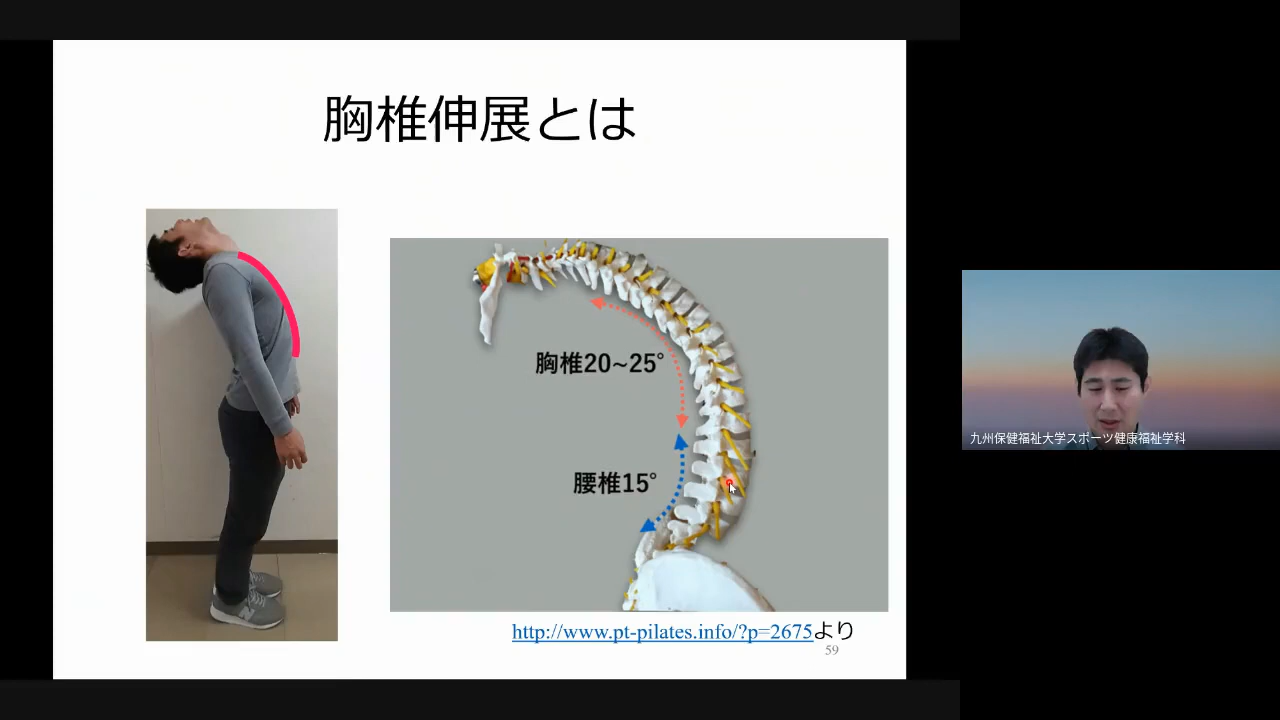 胸椎伸展とは
胸椎20~25°
腰椎15°
http://www.pt-pilates.info/?p=2675より
59
九州保健福祉大学スポーツ健康福祉学科